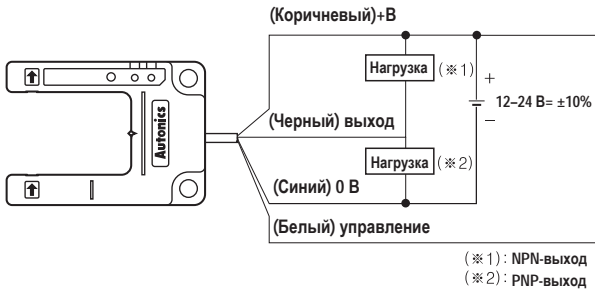 (Коричневый)+В
Нагрузка (※1)
+
12–24 В= ±10%
–
(Черный) выход
Autonics
Нагрузка (※2)
(Синий) 0 В
(Белый) управление
(※1): NPN-выход
(※2): PNP-выход